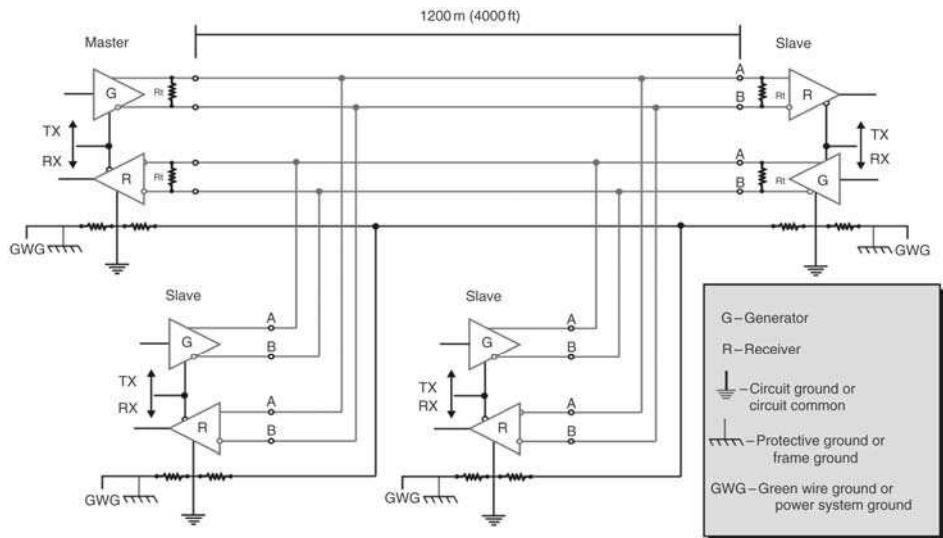 1200 m (4000 ft)
Master
Slave
G
Rt
A
B
Rt
R
TX
RX
TX
RX
R
Rt
A
B
Rt
G
GWG
GWG
Slave
Slave
G
A
B
G
A
B
TX
RX
TX
RX
R
A
B
R
A
B
GWG
GWG
G – Generator
R – Receiver
– Circuit ground or
circuit common
– Protective ground or
frame ground
GWG – Green wire ground or
power system ground